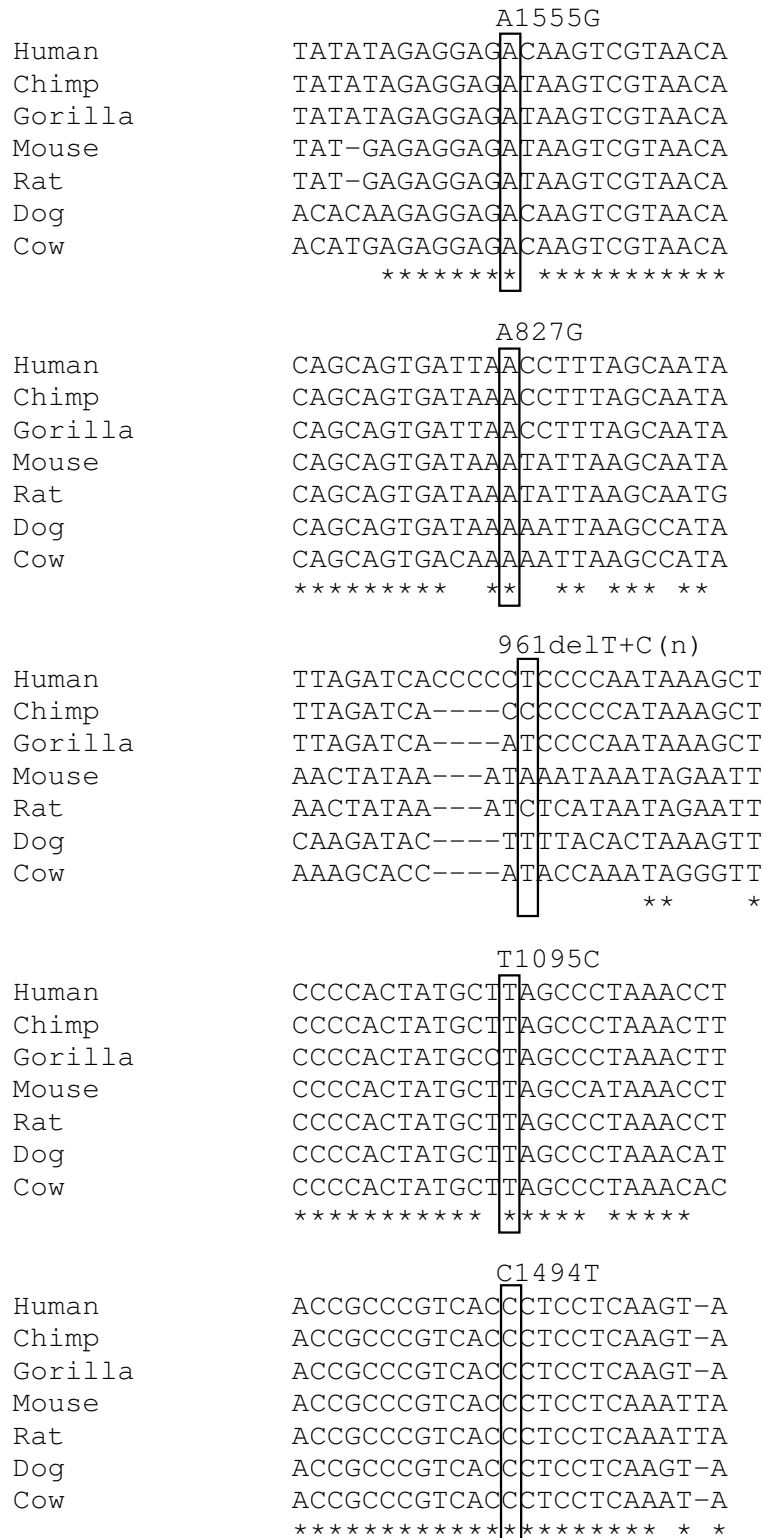 A1555G
Human TATATAGAGGAGACAAGTCGTAACA
Chimp TATATAGAGGAGATAAGTCGTAACA
Gorilla TATATAGAGGAGATAAGTCGTAACA
Mouse TAT-GAGAGGAGATAAGTCGTAACA
Rat TAT-GAGAGGAGATAAGTCGTAACA
Dog ACACAAGAGGAGACAAGTCGTAACA
Cow ACATGAGAGGAGACAAGTCGTAACA
******** ***********
A827G
Human CAGCAGTGATTAACCTTTAGCAATA
Chimp CAGCAGTGATAAACCTTTAGCAATA
Gorilla CAGCAGTGATTAACCTTTAGCAATA
Mouse CAGCAGTGATAAATATTAAGCAATA
Rat CAGCAGTGATAAATATTAAGCAATG
Dog CAGCAGTGATAAAAATTAAGCCATA
Cow CAGCAGTGACAAAAATTAAGCCATA
********* ** ** *** **
961delT+C(n)
Human TTAGATCACCCCCTCCCCAATAAAGCT
Chimp TTAGATCA----CCCCCCCATAAAGCT
Gorilla TTAGATCA----ATCCCCAATAAAGCT
Mouse AACTATAA---ATAAATAAATAGAATT
Rat AACTATAA---ATCTCATAATAGAATT
Dog CAAGATAC----TTTTACACTAAAGTT
Cow AAAGCACC----ATACCAAATAGGGTT
** *
T1095C
Human CCCCACTATGCTTAGCCCTAAACCT
Chimp CCCCACTATGCTTAGCCCTAAACTT
Gorilla CCCCACTATGCCTAGCCCTAAACTT
Mouse CCCCACTATGCTTAGCCATAAACCT
Rat CCCCACTATGCTTAGCCCTAAACCT
Dog CCCCACTATGCTTAGCCCTAAACAT
Cow CCCCACTATGCTTAGCCCTAAACAC
*********** ***** *****
C1494T
Human ACCGCCCGTCACCCTCCTCAAGT-A
Chimp ACCGCCCGTCACCCTCCTCAAGT-A
Gorilla ACCGCCCGTCACCCTCCTCAAGT-A
Mouse ACCGCCCGTCACCCTCCTCAAATTA
Rat ACCGCCCGTCACCCTCCTCAAATTA
Dog ACCGCCCGTCACCCTCCTCAAGT-A
Cow ACCGCCCGTCACCCTCCTCAAAT-A
********************* * *